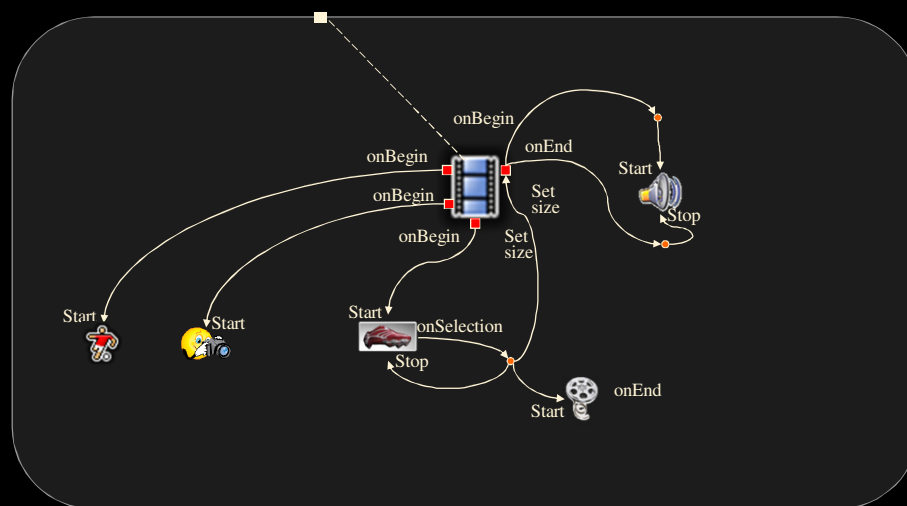 onBegin
onEnd
onBegin
Start
onBegin
Set
size
Stop
onBegin
Set
size
Start
Start
Start
onSelection
Stop
onEnd
Start